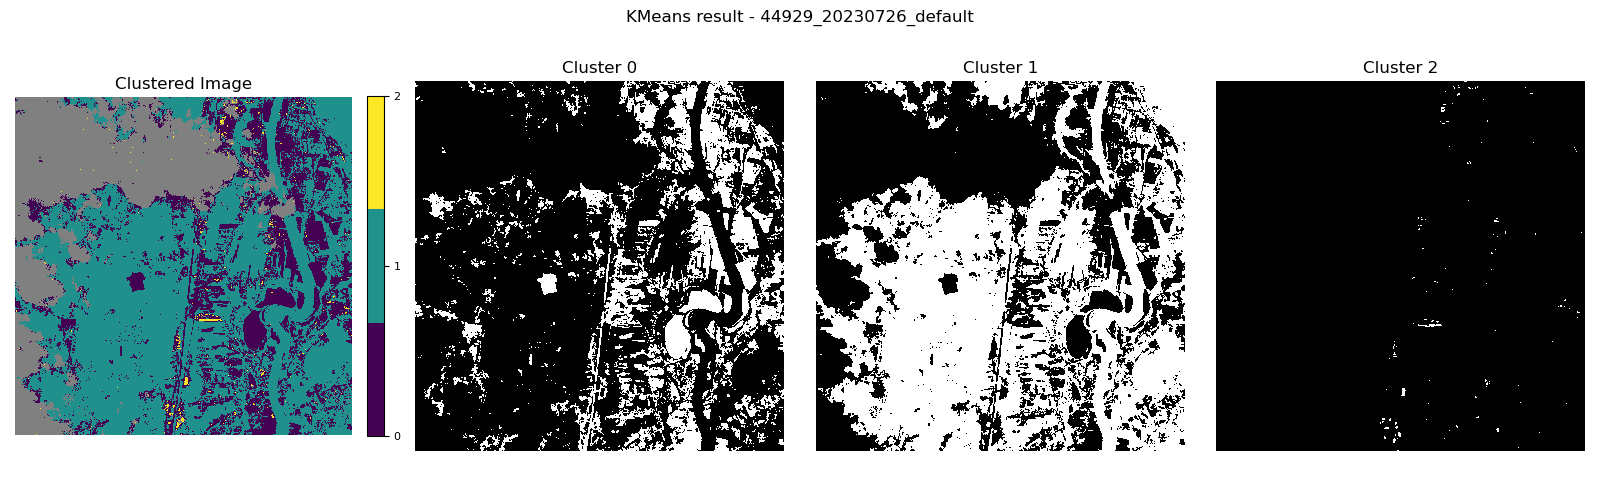 KMeans result - 44929_20230726_default
Clustered Image
Cluster 0
Cluster 1
Cluster 2
2
1
0